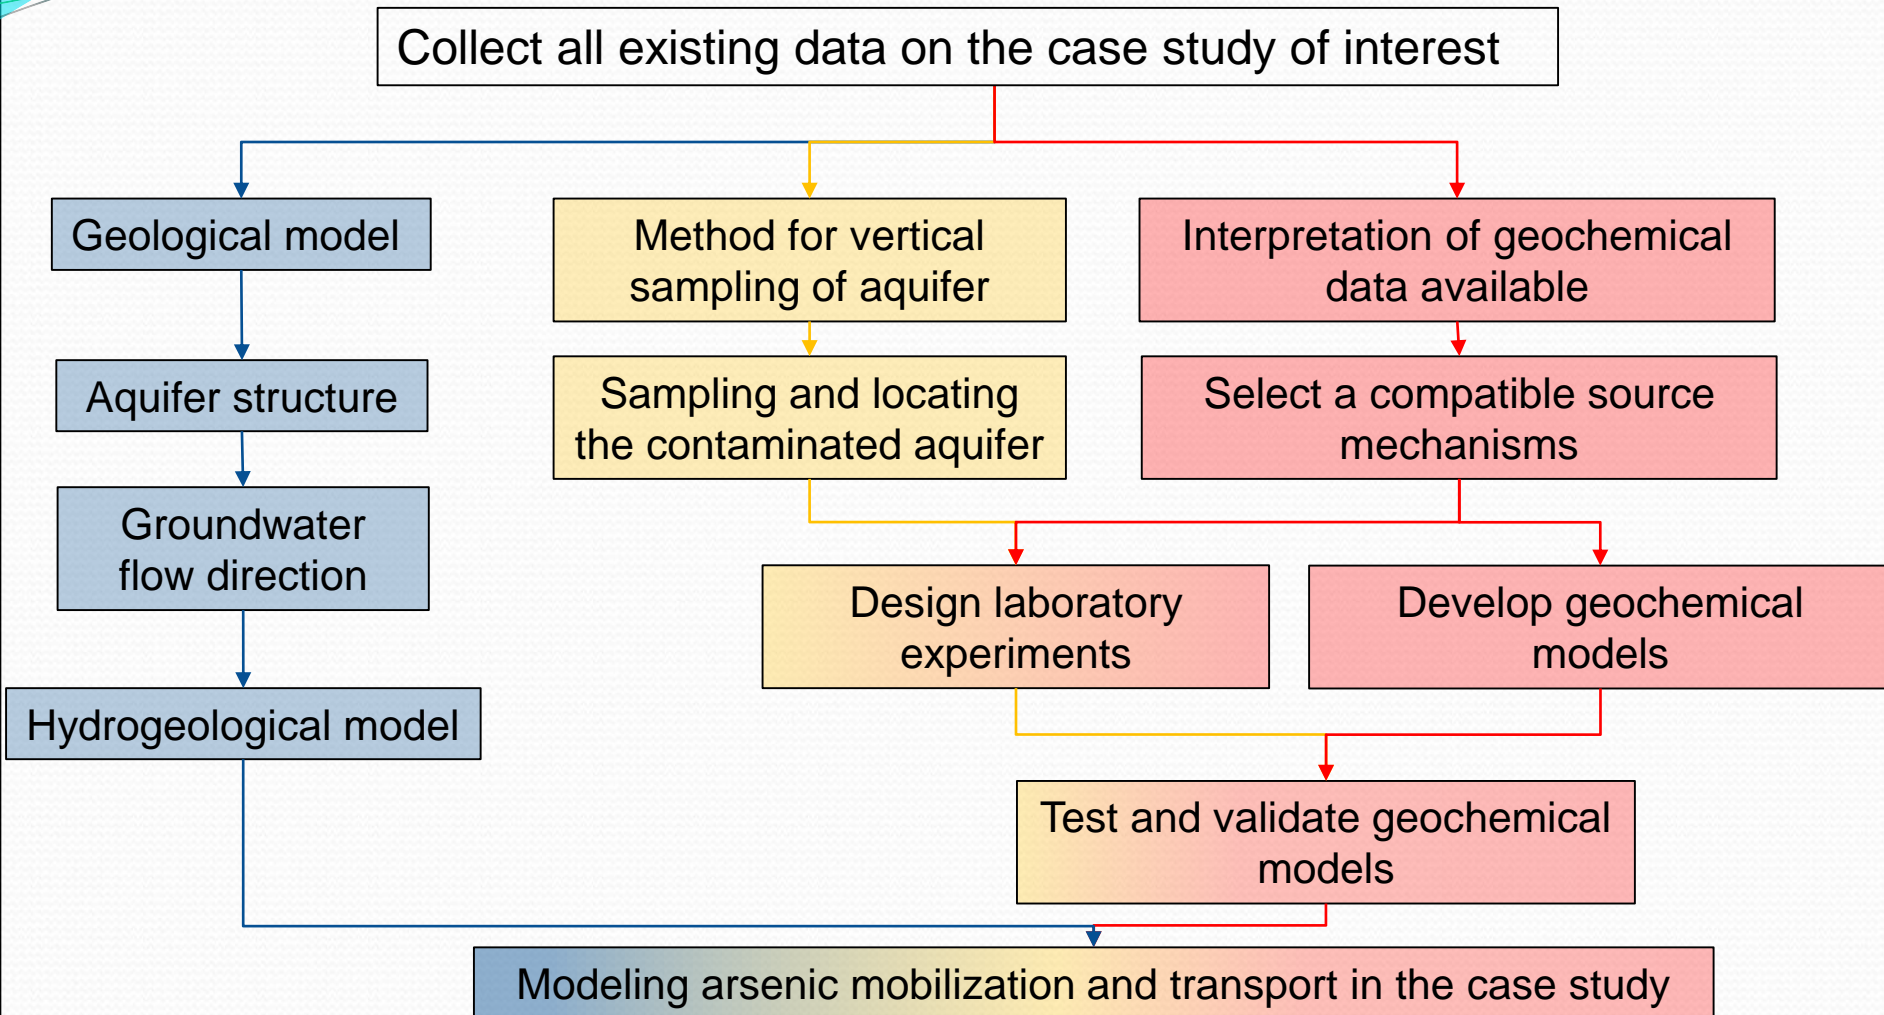 Collect all existing data on the case study of interest
Geological model
Method for vertical
sampling of aquifer
Interpretation of geochemical
data available
Aquifer structure
Sampling and locating
the contaminated aquifer
Select a compatible source
mechanisms
Groundwater
flow direction
Design laboratory
experiments
Develop geochemical
models
Hydrogeological model
Test and validate geochemical
models
Modeling arsenic mobilization and transport in the case study